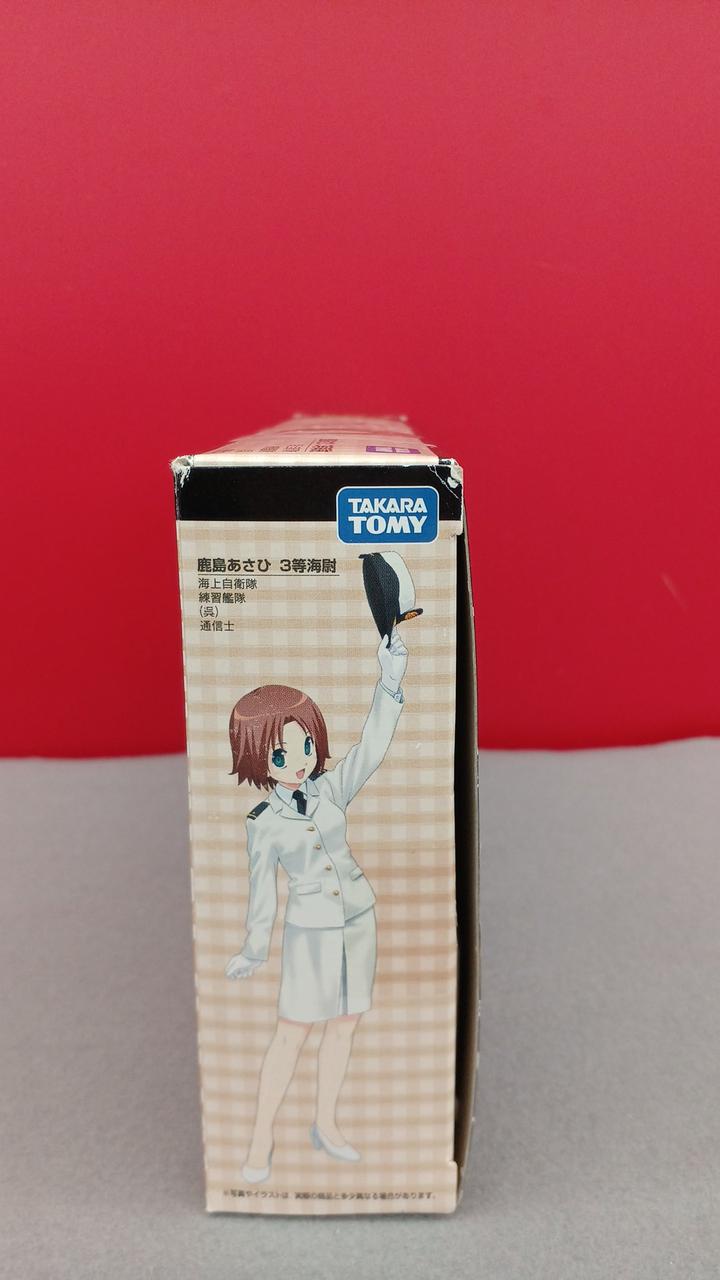 TAKARA
TOMY
鹿島あさひ 3等海尉
海上自衛隊
練習艦隊
(呉)
通信士
※写真やイラストは、実際の商品と多少異なる場合があります。